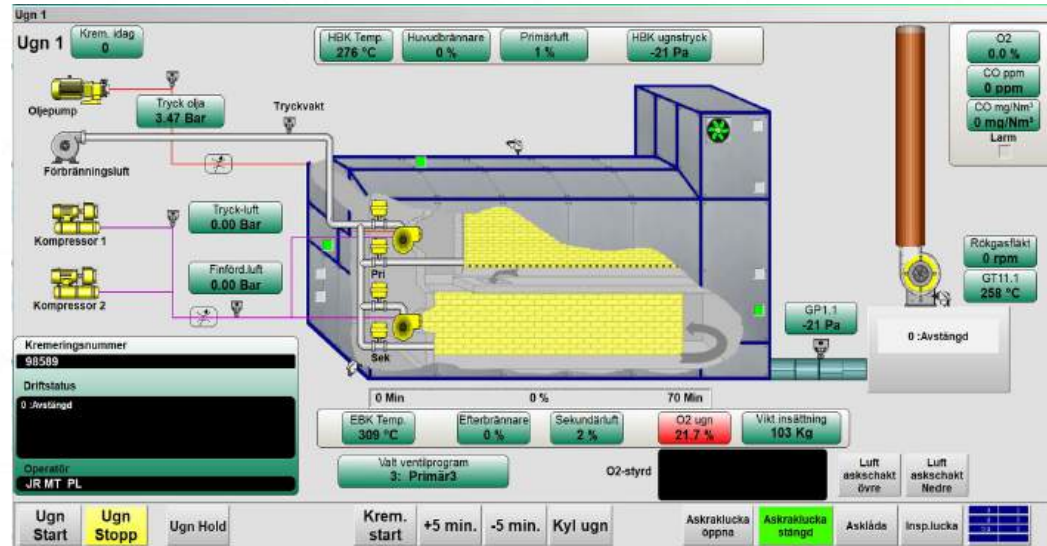 Ugn 1
Ugn 1
Krem. idag
0
HBK Temp.
276 °C
Huvudbrännare
0 %
Primärluft
1 %
HBK ugnstryck
-21 Pa
O2
0.0 %
CO ppm
0 ppm
CO mg/Nm³
0 mg/Nm³
Larm
Oljepump
Tryck olja
3.47 Bar
Tryckvakt
Förbränningsluft
Tryck-luft
0.00 Bar
Kompressor 1
Finförd.luft
0.00 Bar
Kompressor 2
Pri
Sek
Rökgasfläkt
0 rpm
GT11.1
258 °C
GP1.1
-21 Pa
0 :Avstängd
Kremeringsnummer
98589
Driftstatus
0 :Avstängd
Operatör
JR MT PL
0 Min
0 %
70 Min
EBK Temp.
309 °C
Efterbrännare
0 %
Sekundärluft
2 %
O2 ugn
21.7 %
Vikt insättning
103 Kg
Valt ventilprogram
3: Primär3
O2-styrd
Luft
askschakt
övre
Luft
askschakt
Nedre
Ugn
Start
Ugn
Stopp
Ugn Hold
Krem.
start
+5 min.
-5 min.
Kyl ugn
Askraklucka
öppna
Askraklucka
stängd
Asklåda
Insp.lucka